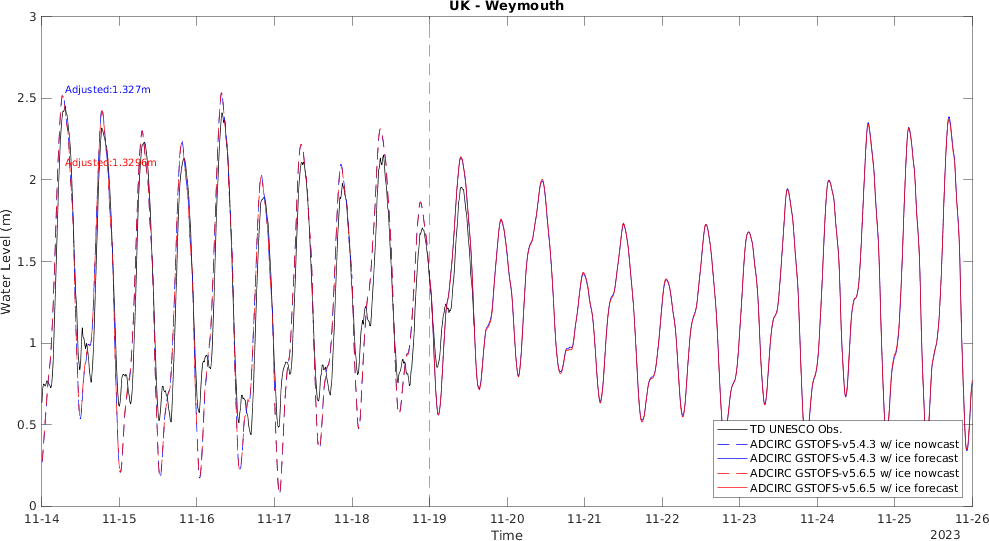 UK - Weymouth
3
2.5
2
1.5
1
0.5
0
Water Level (m)
Adjusted:1.327m
Adjusted:1.3296m
TD UNESCO Obs.
ADCIRC GSTOFS-v5.4.3 w/ ice nowcast
ADCIRC GSTOFS-v5.4.3 w/ ice forecast
ADCIRC GSTOFS-v5.6.5 w/ ice nowcast
ADCIRC GSTOFS-v5.6.5 w/ ice forecast
11-14 11-15 11-16 11-17 11-18 11-19 11-20 11-21 11-22 11-23 11-24 11-25 11-26
Time
2023